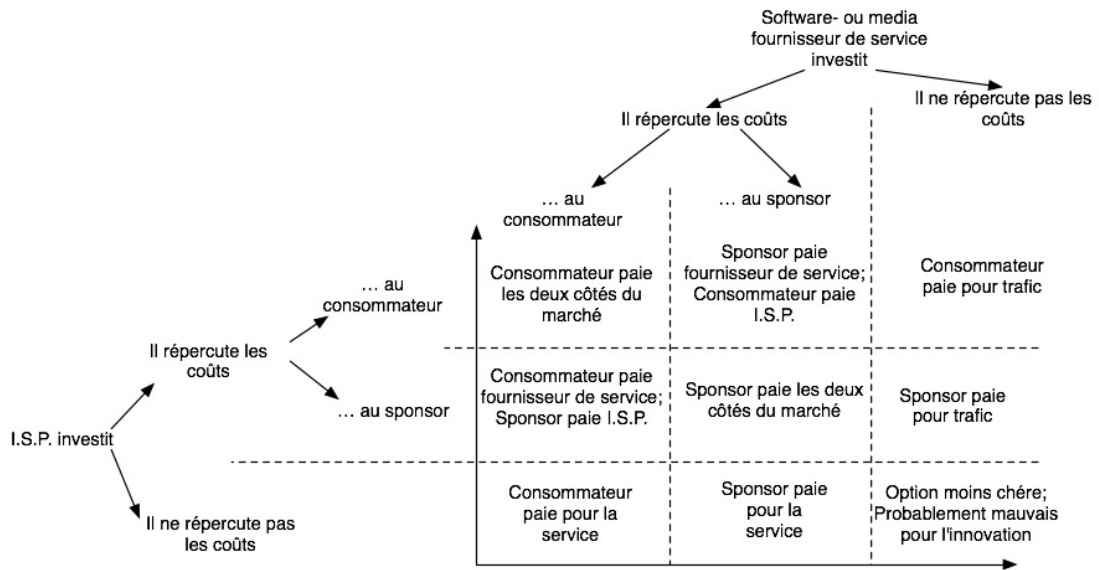 Software- ou media
fournisseur de service
investit
Il ne répercute pas les
coûts
Il répercute les coûts
... au
consommateur
... au sponsor
Consommateur paie
les deux côtés du
marché
Sponsor paie
fournisseur de service;
Consommateur paie
I.S.P.
Consommateur
paie pour trafic
... au
consommateur
Il répercute les
coûts
... au sponsor
Consommateur paie
fournisseur de service;
Sponsor paie I.S.P.
Sponsor paie les deux
côtés du marché
Sponsor paie
pour trafic
I.S.P. investit
Il ne répercute pas
les coûts
Consommateur
paie pour la
service
Sponsor paie
pour la
service
Option moins chére;
Probablement mauvais
pour l'innovation